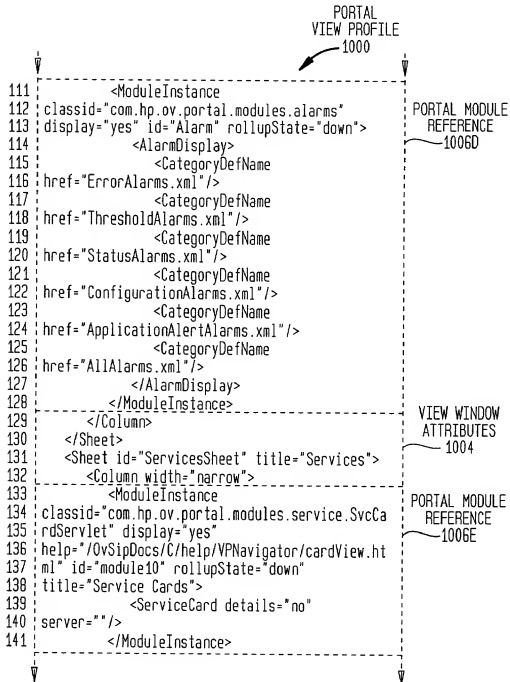 PORTAL
VIEW PROFILE
1000
111 <ModuleInstance
112 classid="com.hp.ov.portal.modules.alarms"
113 display="yes" id="Alarm" rollupState="down">
114 <AlarmDisplay>
115 <CategoryDefName
116 href="ErrorAlarms.xml"/>
117 <CategoryDefName
118 href="ThresholdAlarms.xml"/>
119 <CategoryDefName
120 href="StatusAlarms.xml"/>
121 <CategoryDefName
122 href="ConfigurationAlarms.xml"/>
123 <CategoryDefName
124 href="ApplicationAlertAlarms.xml"/>
125 <CategoryDefName
126 href="AllAlarms.xml"/>
127 </AlarmDisplay>
128 </ModuleInstance>
PORTAL MODULE
REFERENCE
1006D
129 </Column>
130 </Sheet>
131 <Sheet id="ServicesSheet" title="Services">
132 <Column width="narrow">
VIEW WINDOW
ATTRIBUTES
1004
133 <ModuleInstance
134 classid="com.hp.ov.portal.modules.service.SvcCa
135 rdServlet" display="yes"
136 help="/OvSipDocs/C/help/VPNavigator/cardView.ht
137 ml" id="module10" rollupState="down"
138 title="Service Cards">
139 <ServiceCard details="no"
140 server=""/>
141 </ModuleInstance>
PORTAL MODULE
REFERENCE
1006E